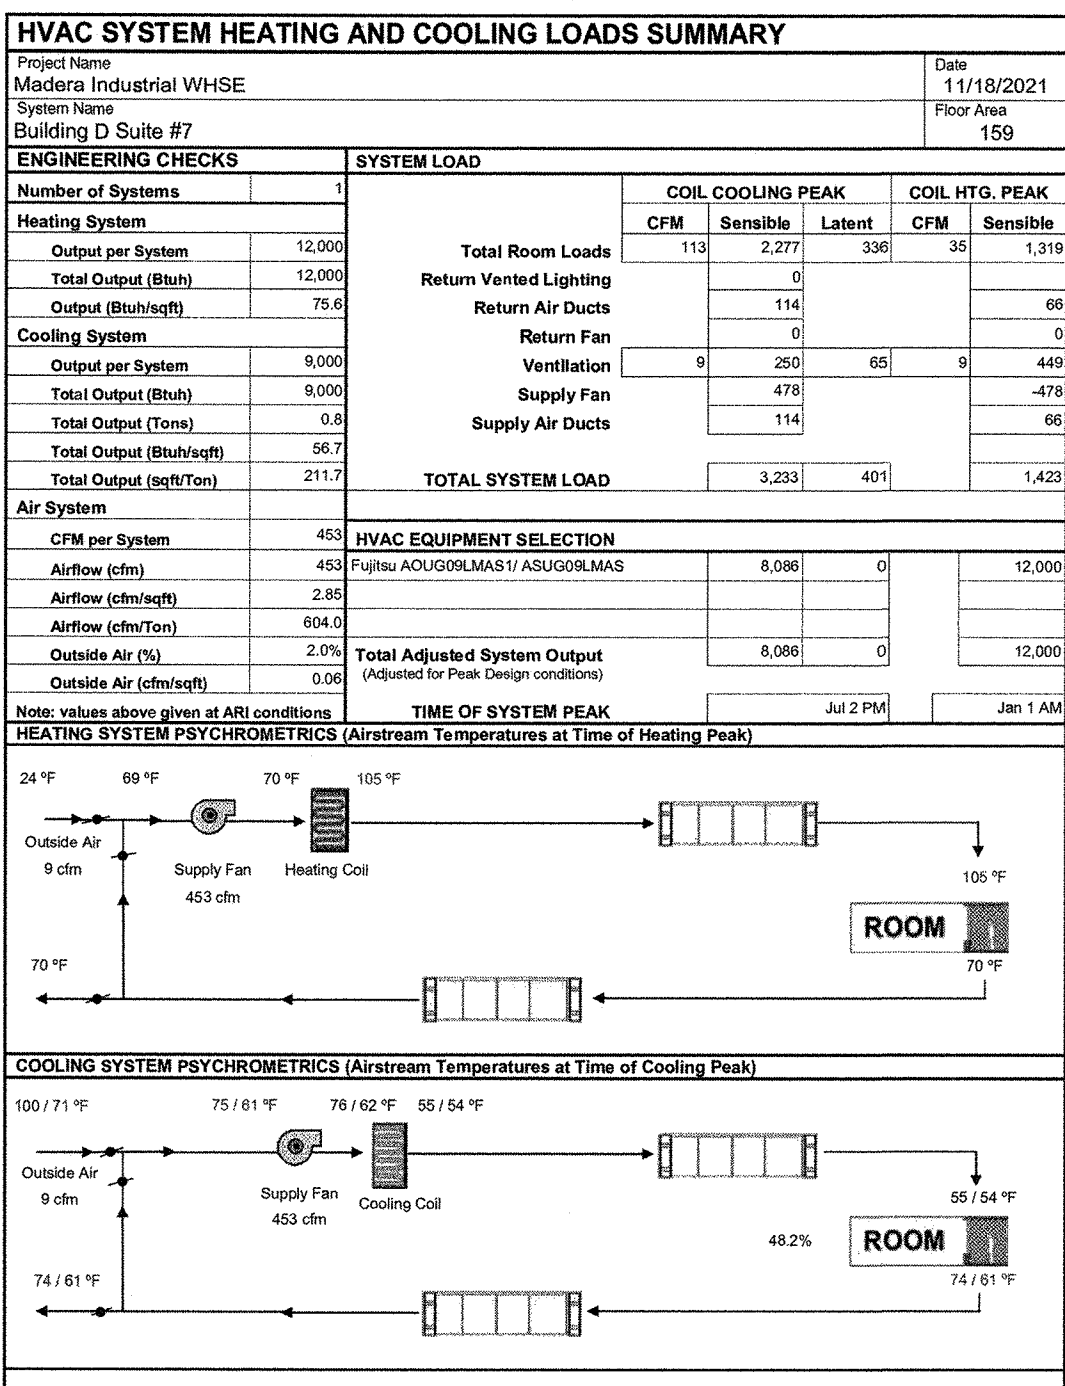 HVAC SYSTEM HEATING AND COOLING LOADS SUMMARY
Project Name
Madera Industrial WHSE
Date
11/18/2021
System Name
Building D Suite #7
Floor Area
159
ENGINEERING CHECKS
Number of Systems 1
Heating System
Output per System 12,000
Total Output (Btuh) 12,000
Output (Btuh/sqft) 75.6
Cooling System
Output per System 9,000
Total Output (Btuh) 9,000
Total Output (Tons) 0.8
Total Output (Btuh/sqft) 56.7
Total Output (sqft/Ton) 211.7
Air System
CFM per System 453
Airflow (cfm) 453
Airflow (cfm/sqft) 2.85
Airflow (cfm/Ton) 604.0
Outside Air (%) 2.0%
Outside Air (cfm/sqft) 0.06
Note: values above given at ARI conditions
SYSTEM LOAD
COIL COOLING PEAK COIL HTG. PEAK
CFM Sensible Latent CFM Sensible
Total Room Loads 113 2,277 336 35 1,319
Return Vented Lighting 0
Return Air Ducts 114 66
Return Fan 0 0
Ventilation 9 250 65 9 449
Supply Fan 478 -478
Supply Air Ducts 114 66
TOTAL SYSTEM LOAD 3,233 401 1,423
HVAC EQUIPMENT SELECTION
Fujitsu AOUG09LMAS1/ ASUG09LMAS 8,086 0 12,000
Total Adjusted System Output 8,086 0 12,000
(Adjusted for Peak Design conditions)
TIME OF SYSTEM PEAK Jul 2 PM Jan 1 AM
HEATING SYSTEM PSYCHROMETRICS (Airstream Temperatures at Time of Heating Peak)
24 ºF 69 ºF 70 ºF 105 ºF
Outside Air
9 cfm
Supply Fan
453 cfm
Heating Coil
105 ºF
ROOM
70 ºF 70 ºF
COOLING SYSTEM PSYCHROMETRICS (Airstream Temperatures at Time of Cooling Peak)
100 / 71 ºF 75 / 61 ºF 76 / 62 ºF 55 / 54 ºF
Outside Air
9 cfm
Supply Fan
453 cfm
Cooling Coil
55 / 54 ºF
48.2% ROOM
74 / 61 ºF 74 / 61 ºF